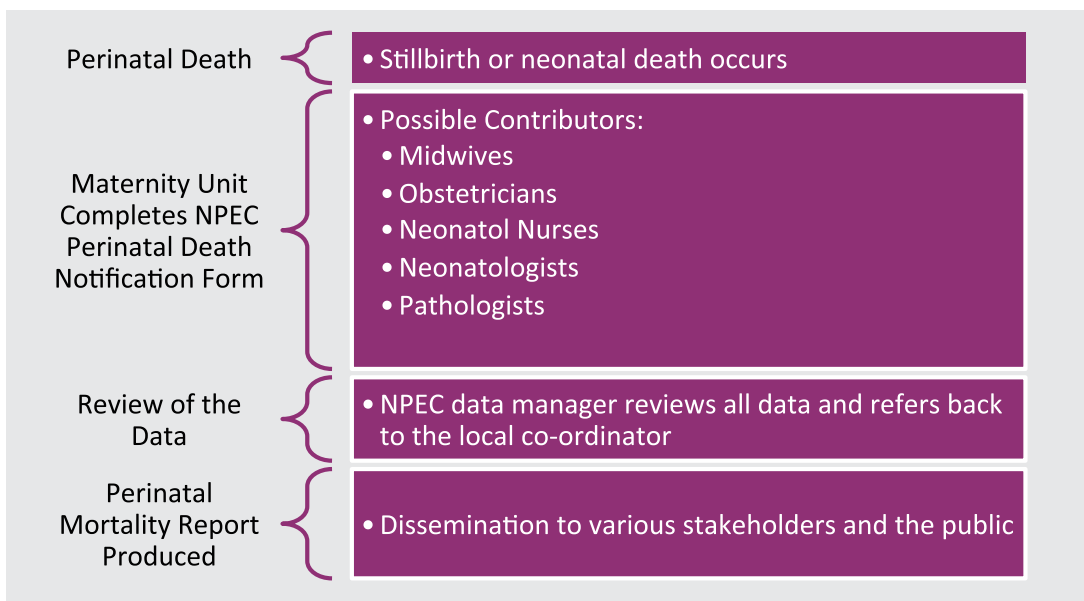 Perinatal Death
• Stillbirth or neonatal death occurs
Maternity Unit
Completes NPEC
Perinatal Death
Notification Form
• Possible Contributors:
• Midwives
• Obstetricians
• Neonatol Nurses
• Neonatologists
• Pathologists
Review of the
Data
• NPEC data manager reviews all data and refers back
to the local co-ordinator
Perinatal
Mortality Report
Produced
• Dissemination to various stakeholders and the public